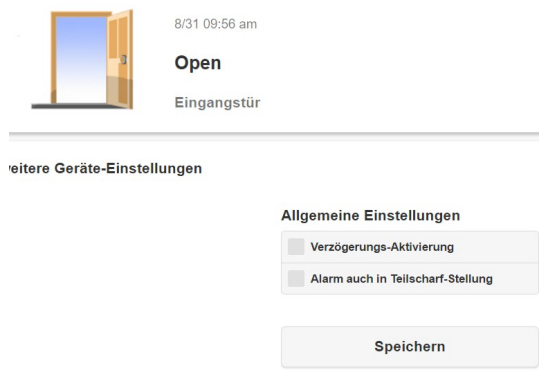 8/31 09:56 am
Open
Eingangstür
weitere Geräte-Einstellungen
Allgemeine Einstellungen
Verzögerungs-Aktivierung
Alarm auch in Teilscharf-Stellung
Speichern